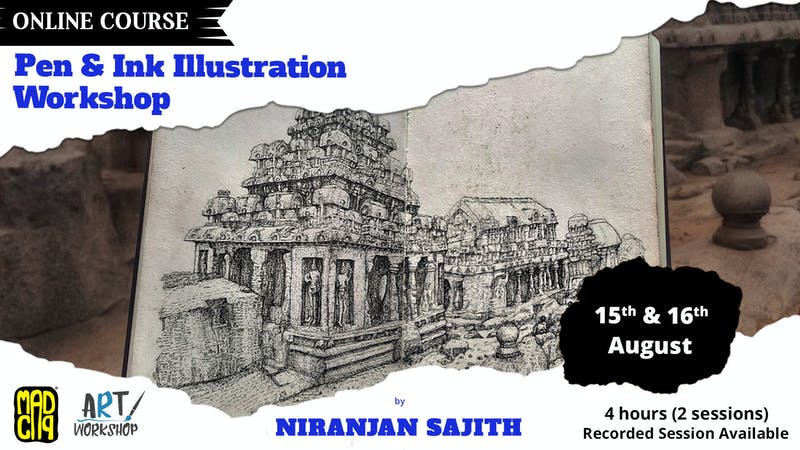 ONLINE COURSE
Pen & Ink Illustration
Workshop
15th & 16th
August
MAD
CLAP
ART!
WORKSHOP
by
NIRANJAN SAJITH
4 hours (2 sessions)
Recorded Session Available